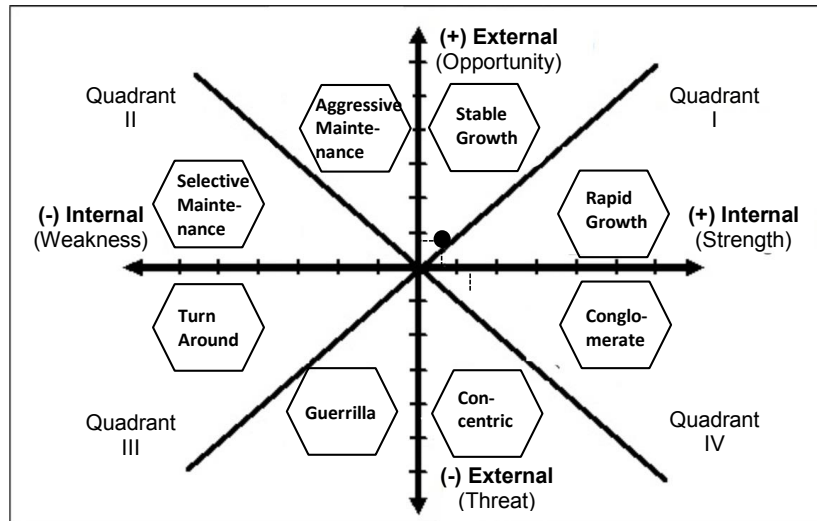 (+) External
(Opportunity)
Quadrant
II
Aggressive
Mainte-
nance
Stable
Growth
Quadrant
I
Selective
Mainte-
nance
(-) Internal
(Weakness)
Rapid
Growth
(+) Internal
(Strength)
Turn
Around
Conglo-
merate
Guerrilla
Con-
centric
Quadrant
III
Quadrant
IV
(-) External
(Threat)